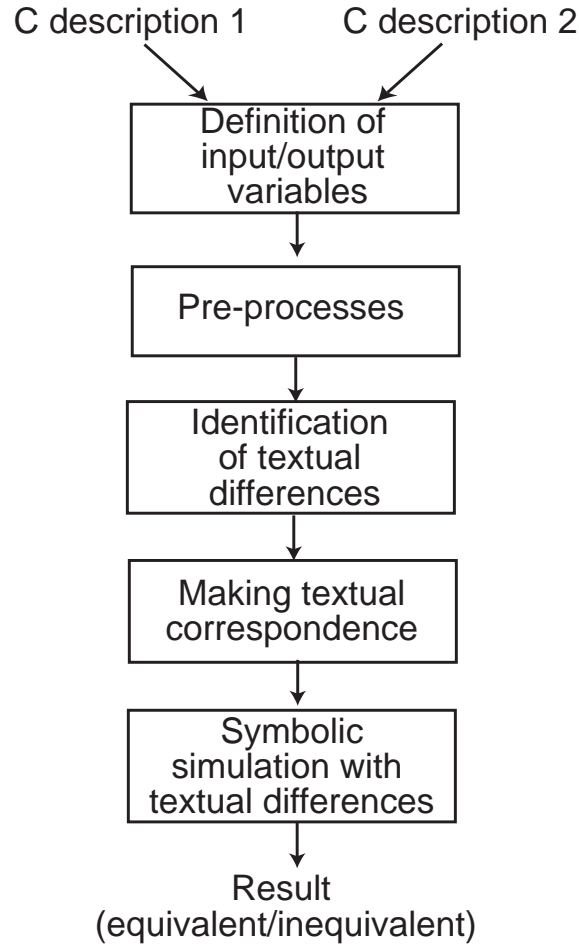 C description 1
C description 2
Definition of
input/output
variables
Pre-processes
Identification
of textual
differences
Making textual
correspondence
Symbolic
simulation with
textual differences
Result
(equivalent/inequivalent)